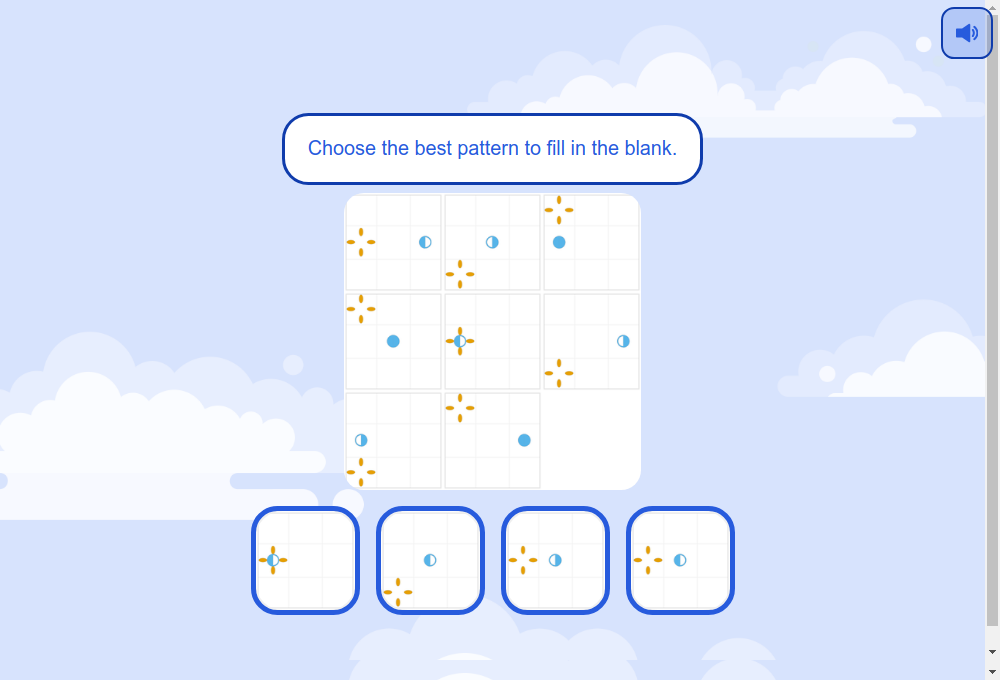 Choose the best pattern to fill in the blank.